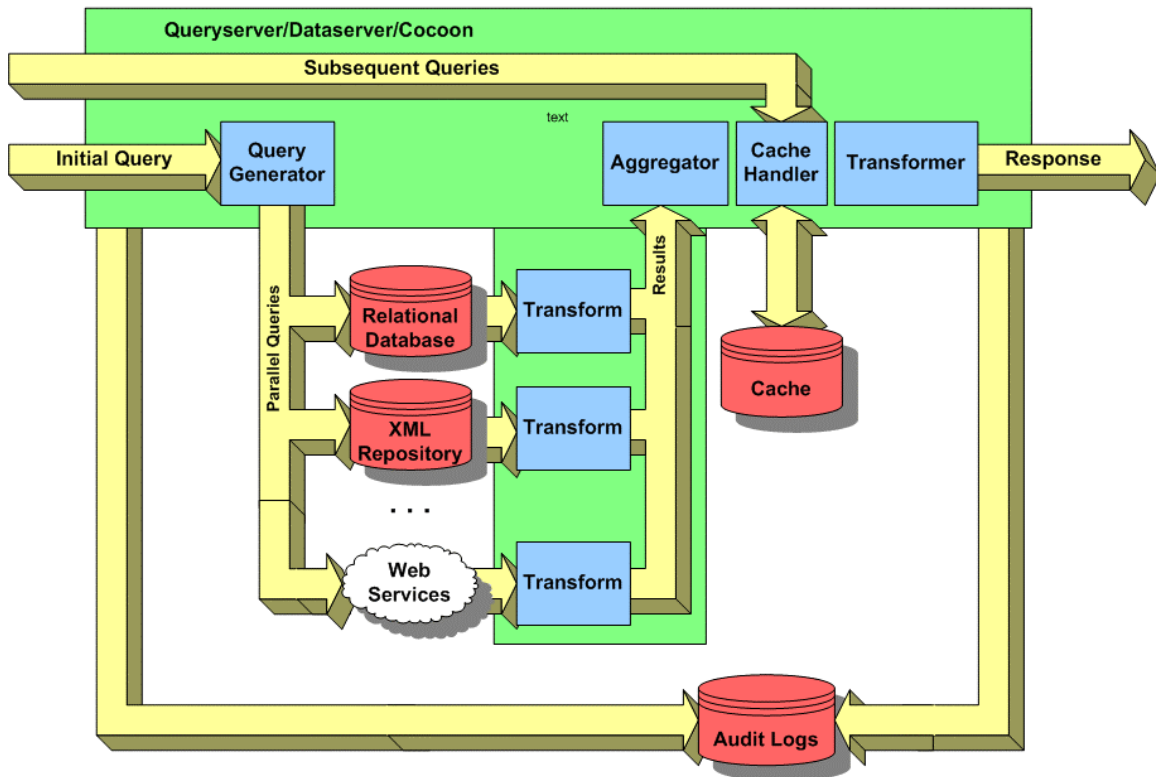 Queryserver/Dataserver/Cocoon
Subsequent Queries
text
Initial Query
Query
Generator
Aggregator
Cache
Handler
Transformer
Response
Parallel Queries
Results
Relational
Database
Transform
Cache
XML
Repository
Transform
. . .
Web
Services
Transform
Audit Logs